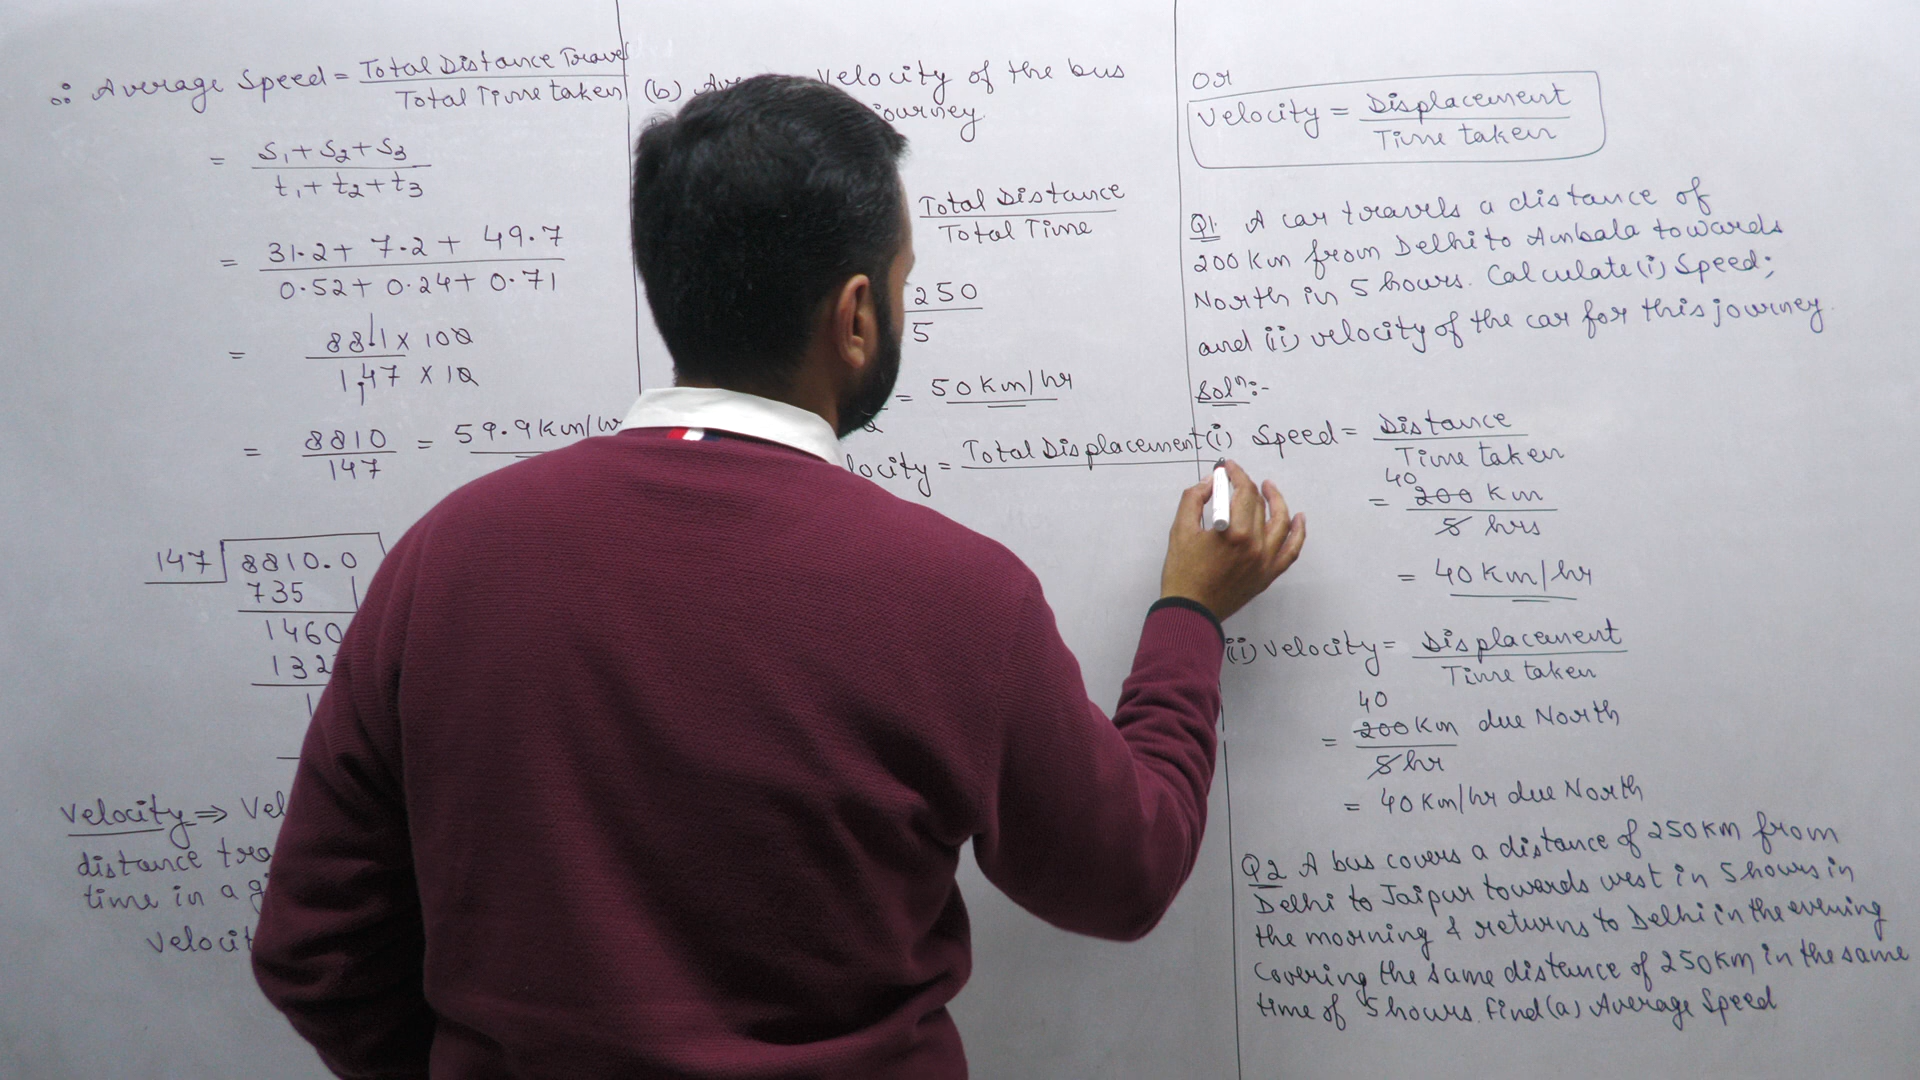 ∴ Average Speed = Total Distance Travel
Total Time taken
= S₁ + S₂ + S₃
t₁ + t₂ + t₃
= 31.2 + 7.2 + 49.7
0.52 + 0.24 + 0.71
= 88.1 × 100
1.47 × 10
= 8810 = 59.9 Km/hr
147
147 8810.0
735
1460
132
Velocity ⇒ Vel
distance tra
time in a gi
Velocit
(b) Av Velocity of the bus
ourney.
Total Distance
Total Time
250
5
= 50 Km/hr
locity = Total Displacement
Or
Velocity = Displacement
Time taken
Q1. A car travels a distance of
200 Km from Delhi to Ambala towards
North in 5 hours. Calculate (i) Speed;
and (ii) velocity of the car for this journey.
Solⁿ:-
(i) Speed = Distance
Time taken
40
= 200 Km
5 hrs
= 40 Km/hr
(ii) Velocity = Displacement
Time taken
40
= 200 Km due North
5 hr
= 40 Km/hr due North
Q2 A bus covers a distance of 250 Km from
Delhi to Jaipur towards west in 5 hours in
the morning & returns to Delhi in the evening
Covering the same distance of 250 Km in the same
time of 5 hours. Find (a) Average Speed